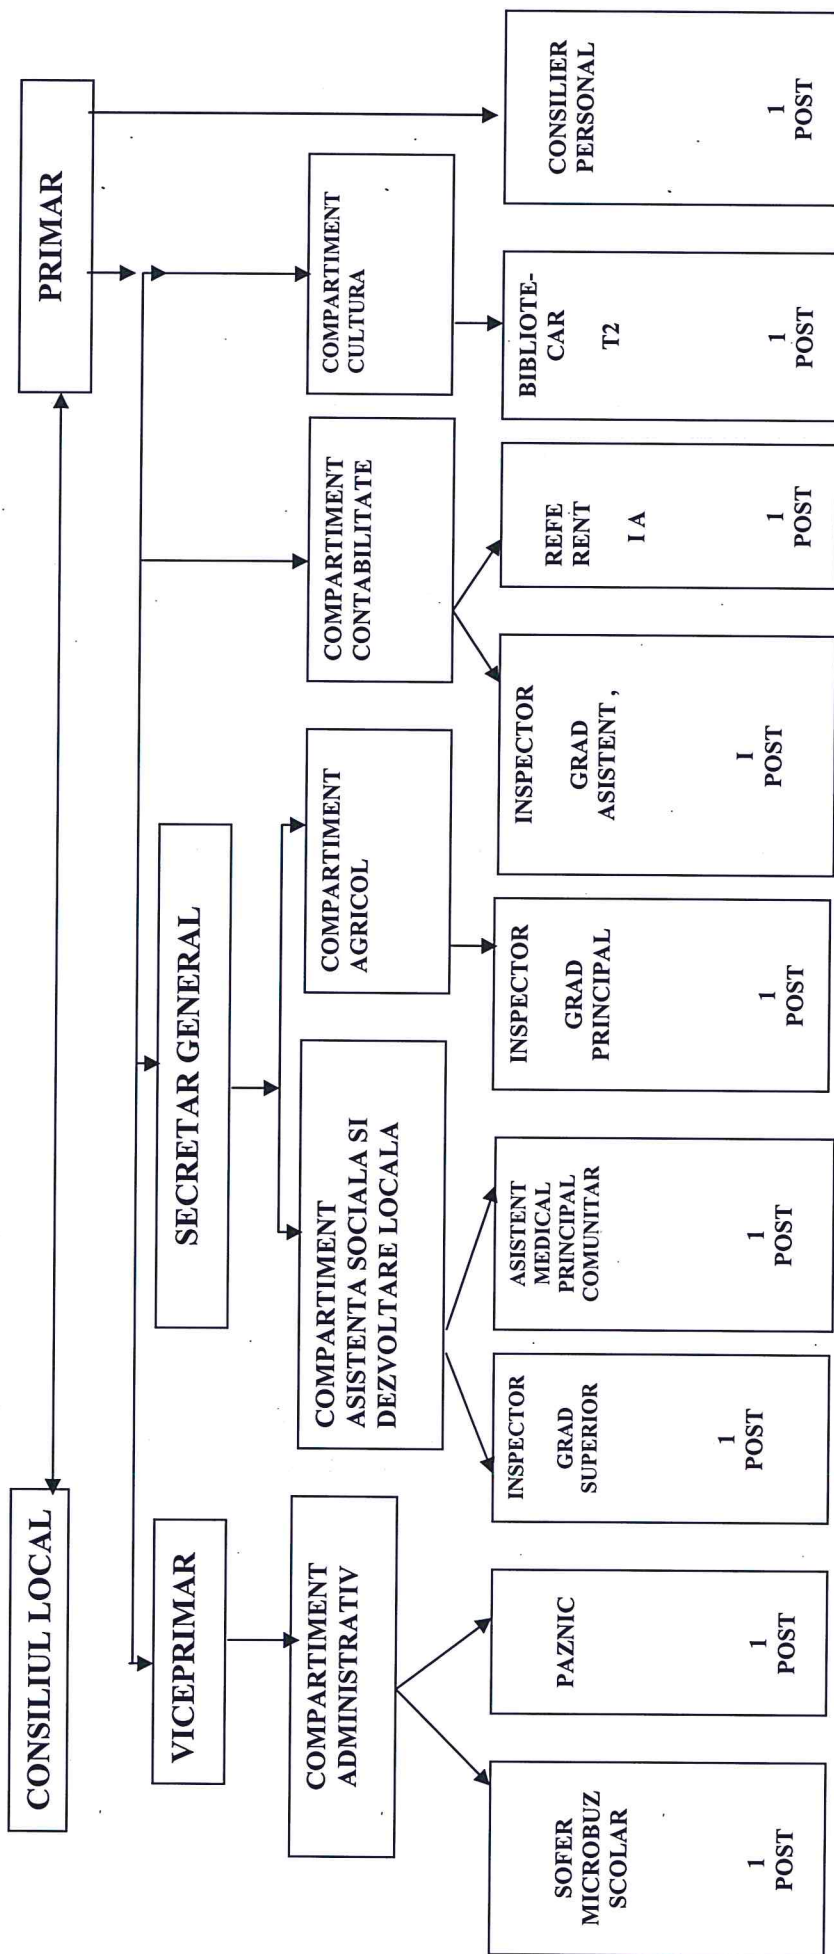 CONSILIUL LOCAL
PRIMAR
VICEPRIMAR
SECRETAR GENERAL
COMPARTIMENT
ADMINISTRATIV
COMPARTIMENT
ASISTENTA SOCIALA SI
DEZVOLTARE LOCALA
COMPARTIMENT
AGRICOL
COMPARTIMENT
CONTABILITATE
COMPARTIMENT
CULTURA
SOFER
MICROBUZ
SCOLAR
1
POST
PAZNIC
1
POST
INSPECTOR
GRAD
SUPERIOR
1
POST
ASISTENT
MEDICAL
PRINCIPAL
COMUNITAR
1
POST
INSPECTOR
GRAD
PRINCIPAL
1
POST
INSPECTOR
GRAD
ASISTENT ,
I
POST
REFE
RENT
I A
1
POST
BIBLIOTE-
CAR
T2
1
POST
CONSILIER
PERSONAL
1
POST